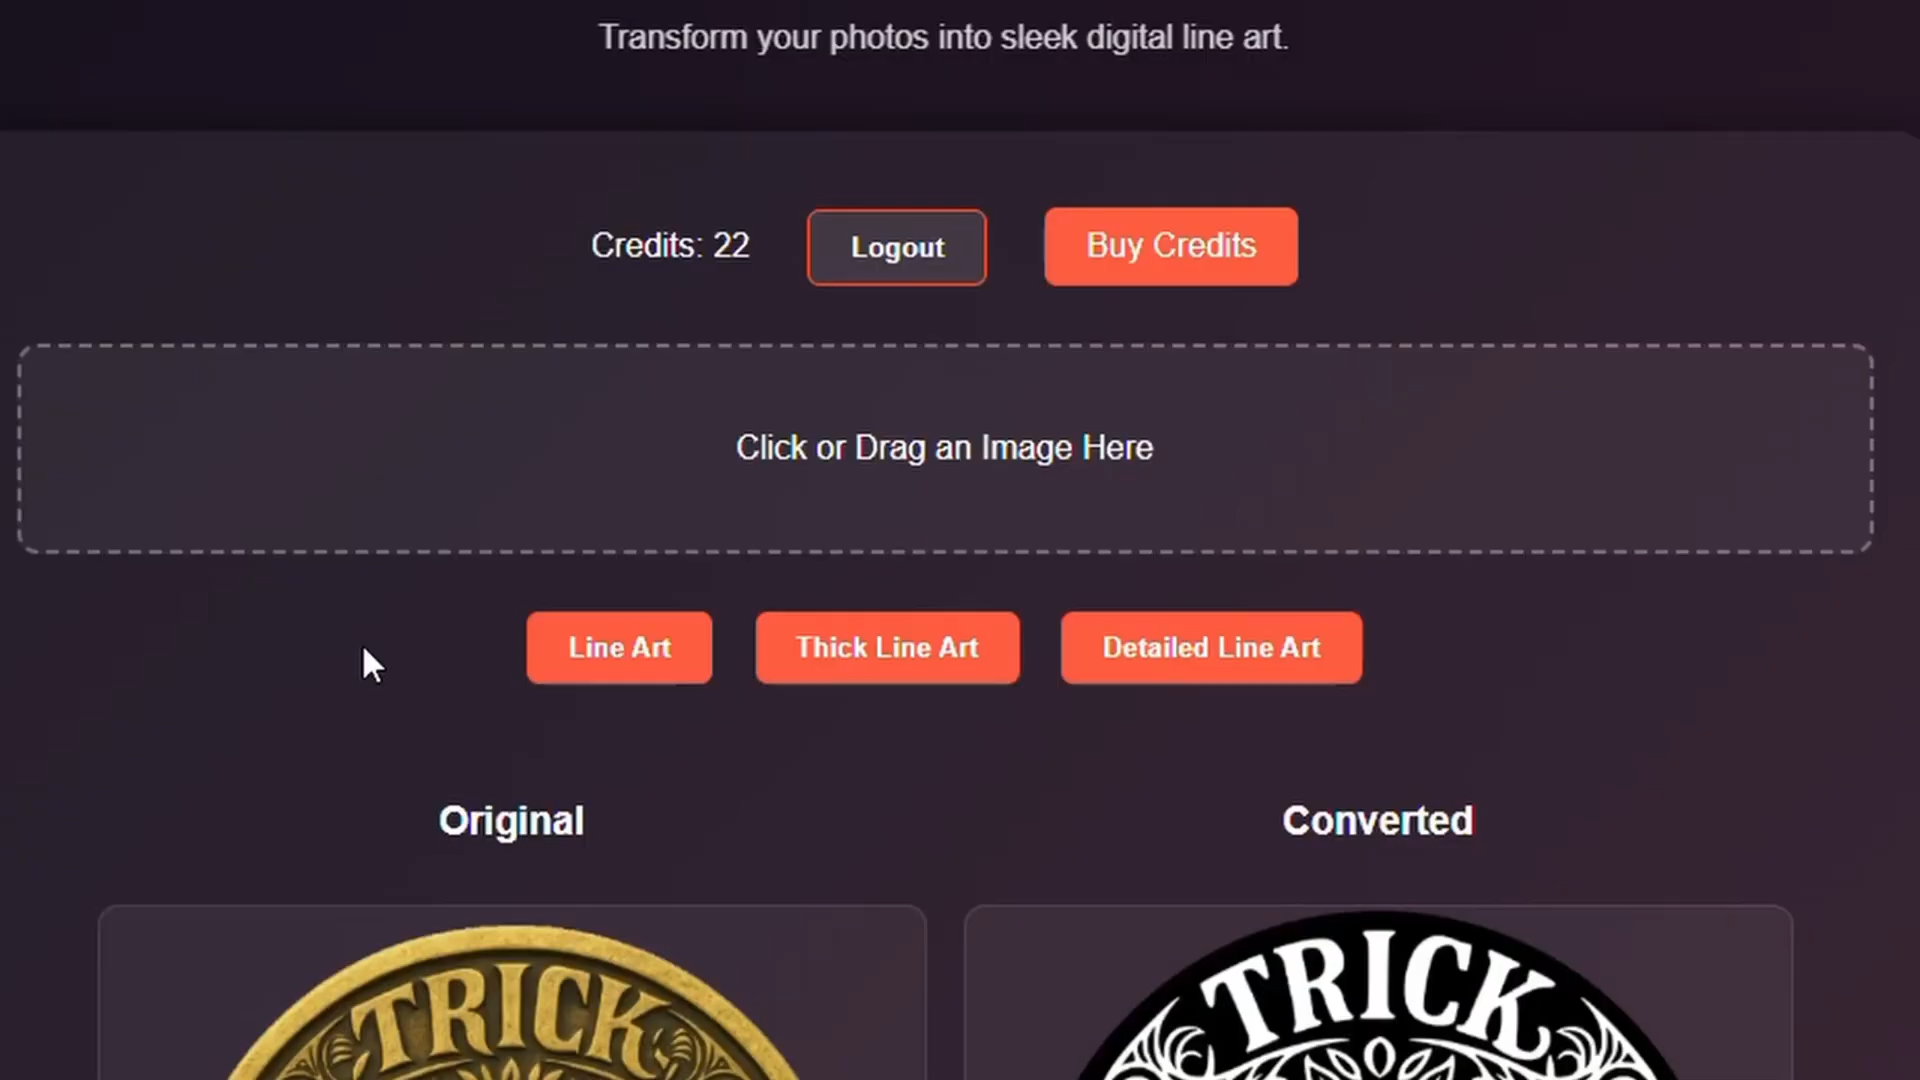 Transform your photos into sleek digital line art.
Credits: 22
Logout
Buy Credits
Click or Drag an Image Here
Line Art
Thick Line Art
Detailed Line Art
Original
Converted
TRICK
TRICK